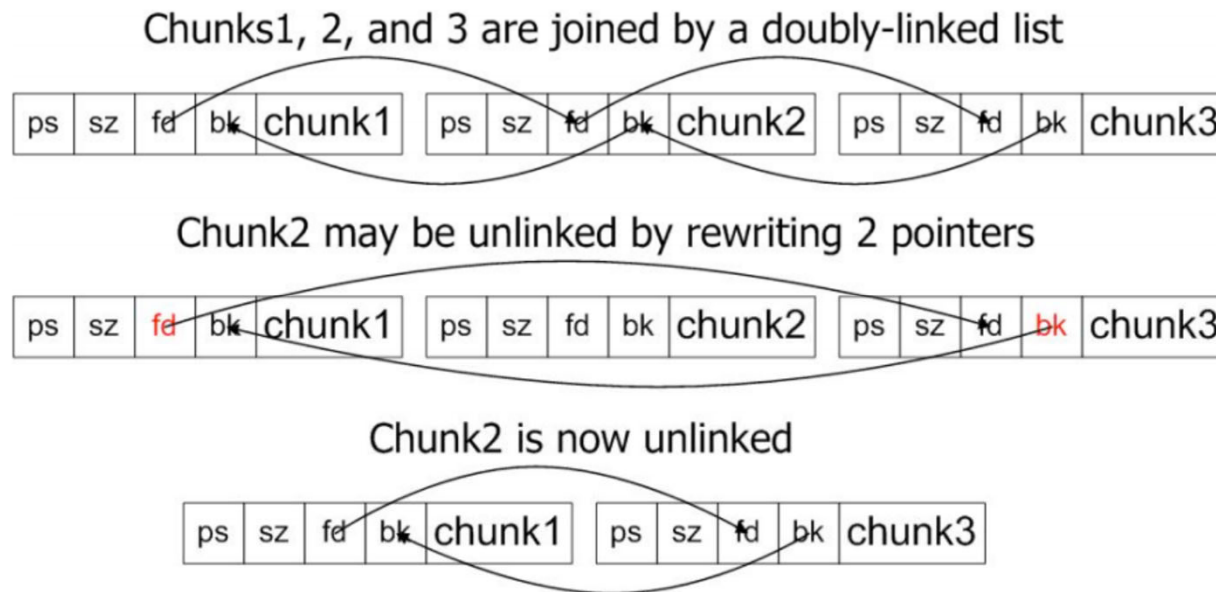 Chunks1, 2, and 3 are joined by a doubly-linked list
ps sz fd bk chunk1 ps sz fd bk chunk2 ps sz fd bk chunk3
Chunk2 may be unlinked by rewriting 2 pointers
ps sz fd bk chunk1 ps sz fd bk chunk2 ps sz fd bk chunk3
Chunk2 is now unlinked
ps sz fd bk chunk1 ps sz fd bk chunk3